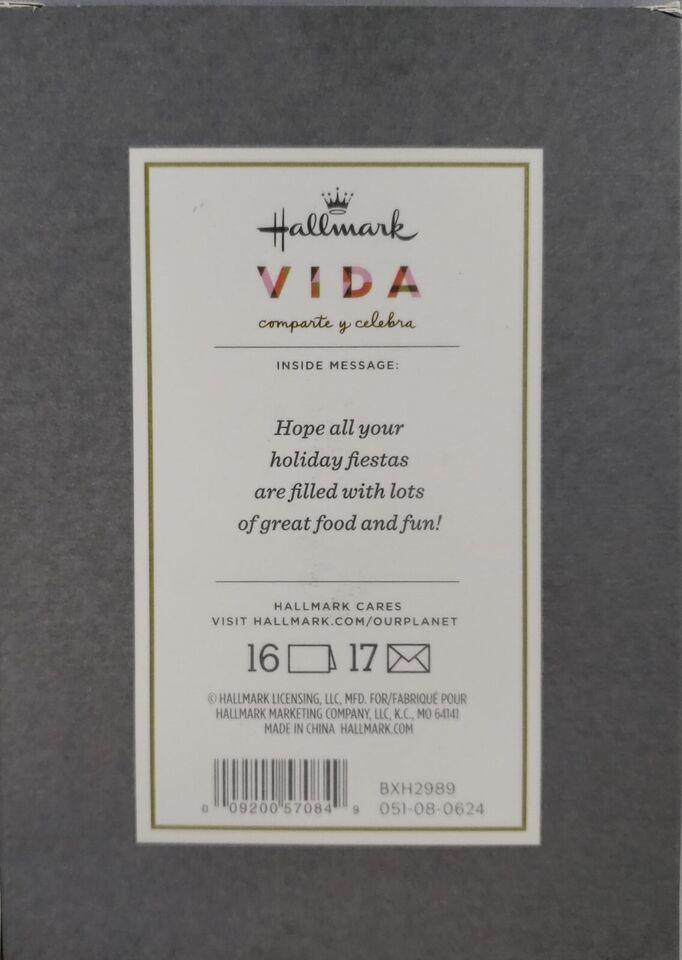 Hallmark
VIDA
comparte y celebra
INSIDE MESSAGE:
Hope all your
holiday fiestas
are filled with lots
of great food and fun!
HALLMARK CARES
VISIT HALLMARK.COM/OURPLANET
16 17
© HALLMARK LICENSING, LLC, MFD. FOR/FABRIQUÉ POUR
HALLMARK MARKETING COMPANY, LLC, K.C., MO 64141
MADE IN CHINA HALLMARK.COM
0 09200 57084 9
BXH2989
051-08-0624